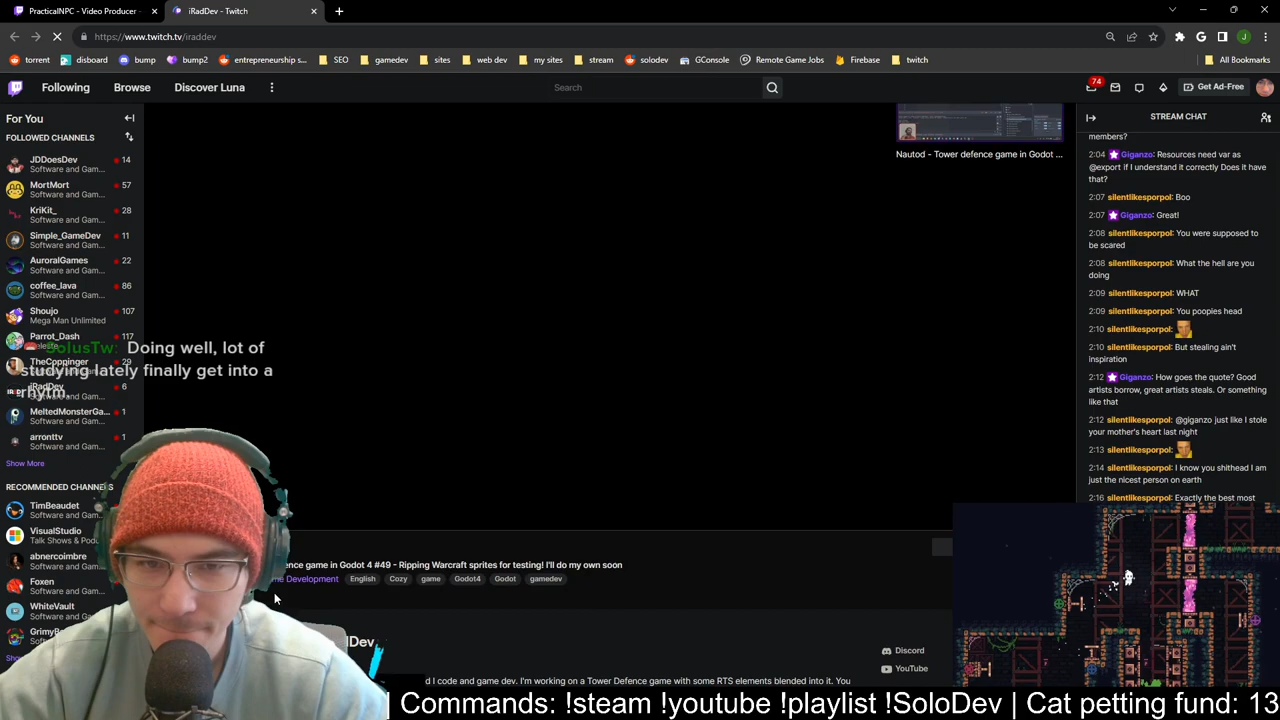 PracticalNPC - Video Producer -
iRadDev - Twitch
https://www.twitch.tv/iraddev
torrent
disboard
bump
bump2
entrepreneurship s...
SEO
gamedev
sites
web dev
my sites
stream
solodev
GConsole
Remote Game Jobs
Firebase
twitch
All Bookmarks
Following
Browse
Discover Luna
Search
74
Get Ad-Free
For You
FOLLOWED CHANNELS
JDDoesDev
14
Software and Gam...
MortMort
57
Software and Gam...
KriKit_
28
Software and Gam...
Simple_GameDev
11
Software and Gam...
AuroralGames
22
Software and Gam...
coffee_lava
86
Software and Gam...
Shoujo
107
Mega Man Unlimited
Parrot_Dash
117
TheCppinger
29
iRadDev
6
MeltedMonsterGa...
1
Software and Gam...
arronttv
1
Software and Gam...
Show More
SolusTw: Doing well, lot of
studying lately finally get into a
rhytm.
RECOMMENDED CHANNELS
TimBeaudet
Software and Gam...
VisualStudio
Talk Shows & Podc...
abnercoimbre
Software and Gam...
Foxen
Software and Gam...
WhiteVault
Software and Gam...
Nautod - Tower defence game in Godot ...
ence game in Godot 4 #49 - Ripping Warcraft sprites for testing! I'll do my own soon
me Development
English
Cozy
game
Godot4
Godot
gamedev
Discord
YouTube
d I code and game dev. I'm working on a Tower Defence game with some RTS elements blended into it. You
STREAM CHAT
members?
2:04 Giganzo: Resources need var as
@export if I understand it correctly Does it have
that?
2:07 silentlikesporpol: Boo
2:07 Giganzo: Great!
2:08 silentlikesporpol: You were supposed to
be scared
2:08 silentlikesporpol: What the hell are you
doing
2:09 silentlikesporpol: WHAT
2:09 silentlikesporpol: You poopies head
2:10 silentlikesporpol:
2:10 silentlikesporpol: But stealing ain't
inspiration
2:12 Giganzo: How goes the quote? Good
artists borrow, great artists steals. Or something
like that
2:12 silentlikesporpol: @giganzo just like I stole
your mother's heart last night
2:13 silentlikesporpol:
2:14 silentlikesporpol: I know you shithead I am
just the nicest person on earth
2:16 silentlikesporpol: Exactly the best most
| Commands: !steam !youtube !playlist !SoloDev | Cat petting fund: 13